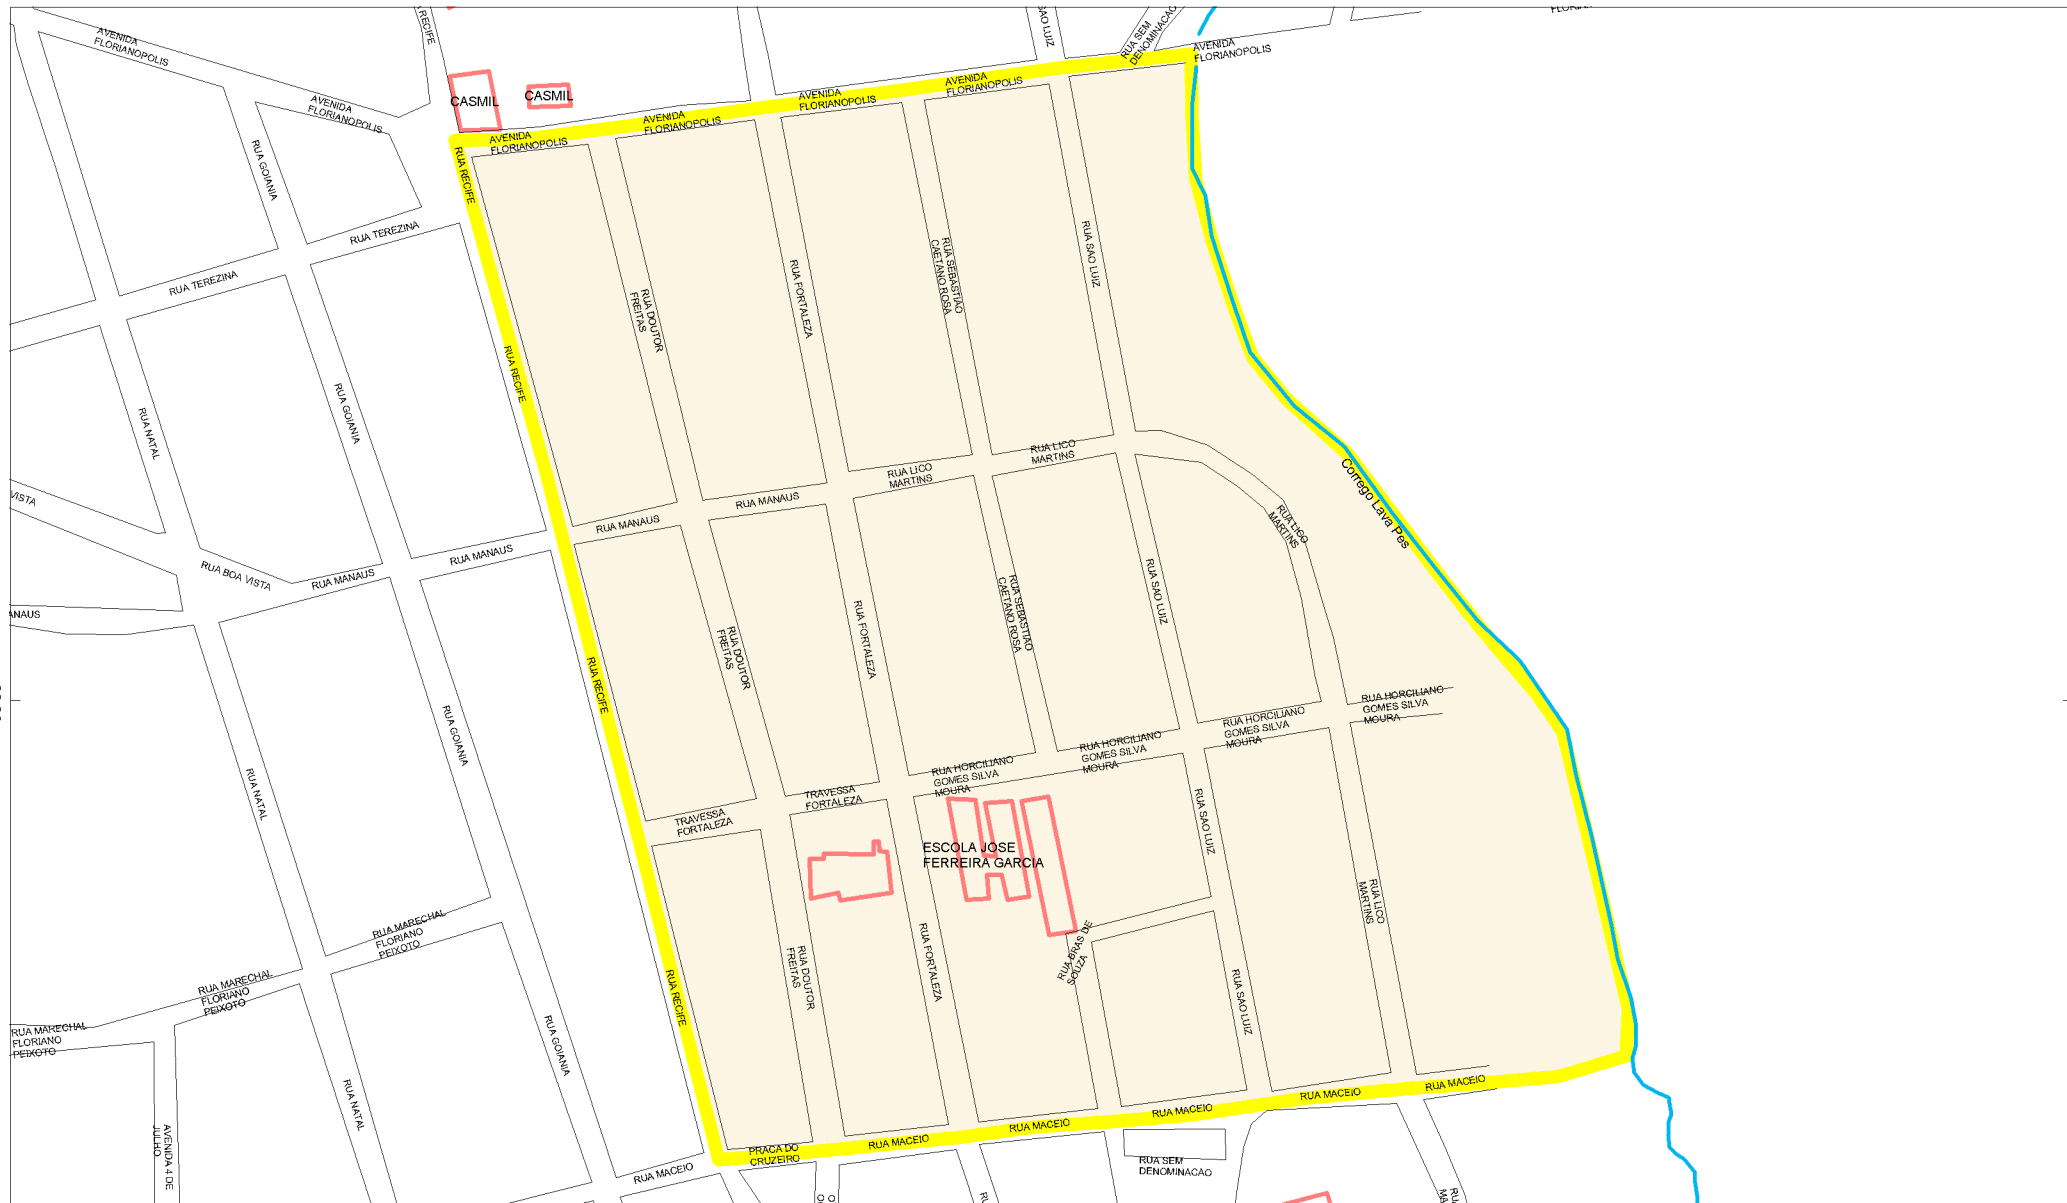 RECIFE
SAO LUIZ
RUA SEM
DENOMINACAO
AVENIDA
FLORIANOPOLIS
AVENIDA
FLORIANOPOLIS
AVENIDA
FLORIANOPOLIS
CASMIL
CASMIL
AVENIDA
FLORIANOPOLIS
AVENIDA
FLORIANOPOLIS
AVENIDA
FLORIANOPOLIS
AVENIDA
FLORIANOPOLIS
RUA GOIANIA
RUA RECIFE
RUA TEREZINA
RUA TEREZINA
RUA DOUTOR
FREITAS
RUA FORTALEZA
RUA SEBASTIAO
CAETANO ROSA
RUA SAO LUIZ
RUA RECIFE
RUA NATAL
RUA GOIANIA
RUA LICO
MARTINS
RUA LICO
MARTINS
Corrego Lava Pes
VISTA
RUA MANAUS
RUA MANAUS
RUA LICO
MARTINS
RUA MANAUS
RUA MANAUS
RUA BOA VISTA
ANAUS
RUA DOUTOR
FREITAS
RUA FORTALEZA
RUA SEBASTIAO
CAETANO ROSA
RUA SAO LUIZ
RUA RECIFE
RUA GOIANIA
RUA HORCILIANO
GOMES SILVA
MOURA
RUA HORCILIANO
GOMES SILVA
MOURA
RUA HORCILIANO
GOMES SILVA
MOURA
RUA HORCILIANO
GOMES SILVA
MOURA
RUA NATAL
TRAVESSA
FORTALEZA
TRAVESSA
FORTALEZA
RUA SAO LUIZ
ESCOLA JOSE
FERREIRA GARCIA
RUA LICO
MARTINS
RUA MARECHAL
FLORIANO
PEIXOTO
RUA MARECHAL
FLORIANO
PEIXOTO
RUA MARECHAL
FLORIANO
PEIXOTO
RUA RECIFE
RUA DOUTOR
FREITAS
RUA FORTALEZA
RUA BRAS DE
SOUZA
RUA SAO LUIZ
RUA GOIANIA
RUA NATAL
AVENIDA 4 DE
JULHO
RUA MACEIO
PRACA DO
CRUZEIRO
RUA MACEIO
RUA MACEIO
RUA MACEIO
RUA MACEIO
RUA MACEIO
RUA SEM
DENOMINACAO